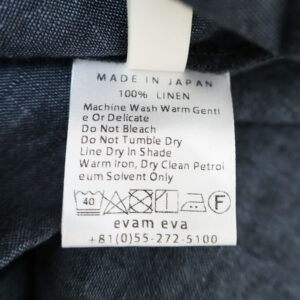 MADE IN JAPAN
100% LINEN
Machine Wash Warm Gentl
e Or Delicate
Do Not Bleach
Do Not Tumble Dry
Line Dry In Shade
Warm Iron, Dry Clean Petrol
eum Solvent Only
40 F
evam eva
+81(0)55-272-5100